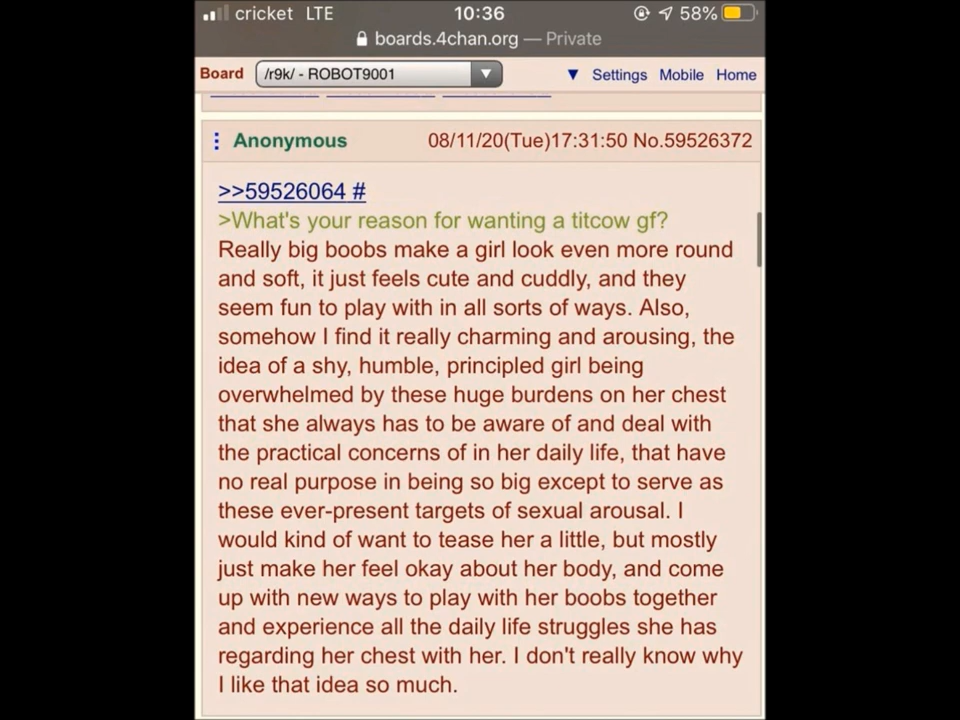 cricket LTE 10:36 58%
boards.4chan.org — Private
Board /r9k/ - ROBOT9001 ▼ ▼ Settings Mobile Home
Anonymous 08/11/20(Tue)17:31:50 No.59526372
>>59526064 #
>What's your reason for wanting a titcow gf?
Really big boobs make a girl look even more round
and soft, it just feels cute and cuddly, and they
seem fun to play with in all sorts of ways. Also,
somehow I find it really charming and arousing, the
idea of a shy, humble, principled girl being
overwhelmed by these huge burdens on her chest
that she always has to be aware of and deal with
the practical concerns of in her daily life, that have
no real purpose in being so big except to serve as
these ever-present targets of sexual arousal. I
would kind of want to tease her a little, but mostly
just make her feel okay about her body, and come
up with new ways to play with her boobs together
and experience all the daily life struggles she has
regarding her chest with her. I don't really know why
I like that idea so much.